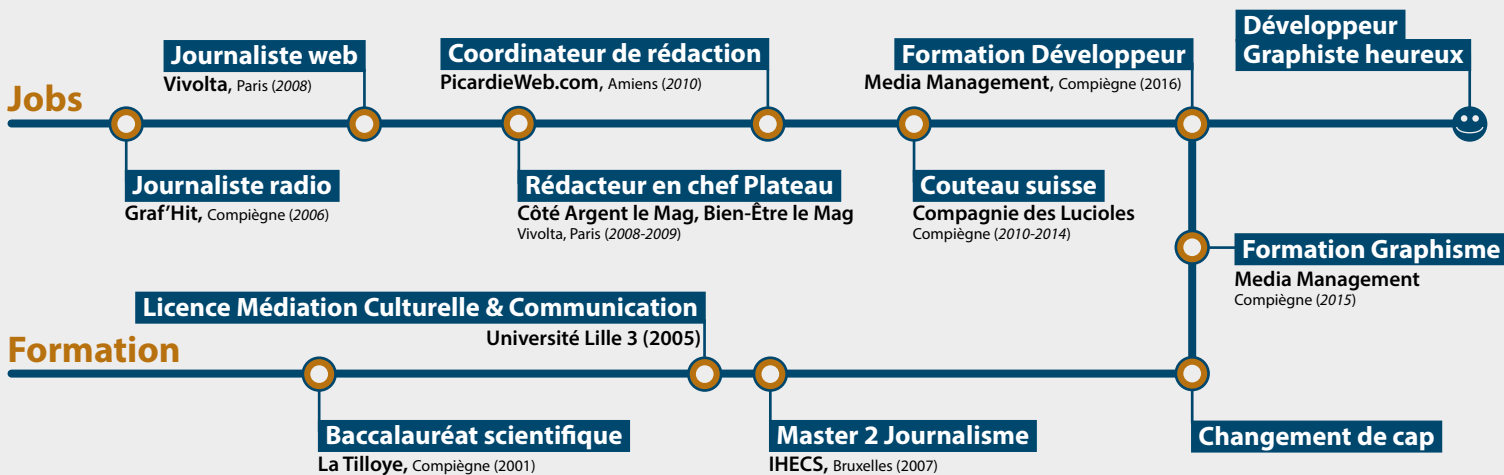 Jobs
Journaliste web
Vivolta, Paris (2008)
Coordinateur de rédaction
PicardieWeb.com, Amiens (2010)
Formation Développeur
Media Management, Compiègne (2016)
Développeur
Graphiste heureux
Journaliste radio
Graf'Hit, Compiègne (2006)
Rédacteur en chef Plateau
Côté Argent le Mag, Bien-Être le Mag
Vivolta, Paris (2008-2009)
Couteau suisse
Compagnie des Lucioles
Compiègne (2010-2014)
Formation Graphisme
Media Management
Compiègne (2015)
Formation
Licence Médiation Culturelle & Communication
Université Lille 3 (2005)
Baccalauréat scientifique
La Tilloye, Compiègne (2001)
Master 2 Journalisme
IHECS, Bruxelles (2007)
Changement de cap